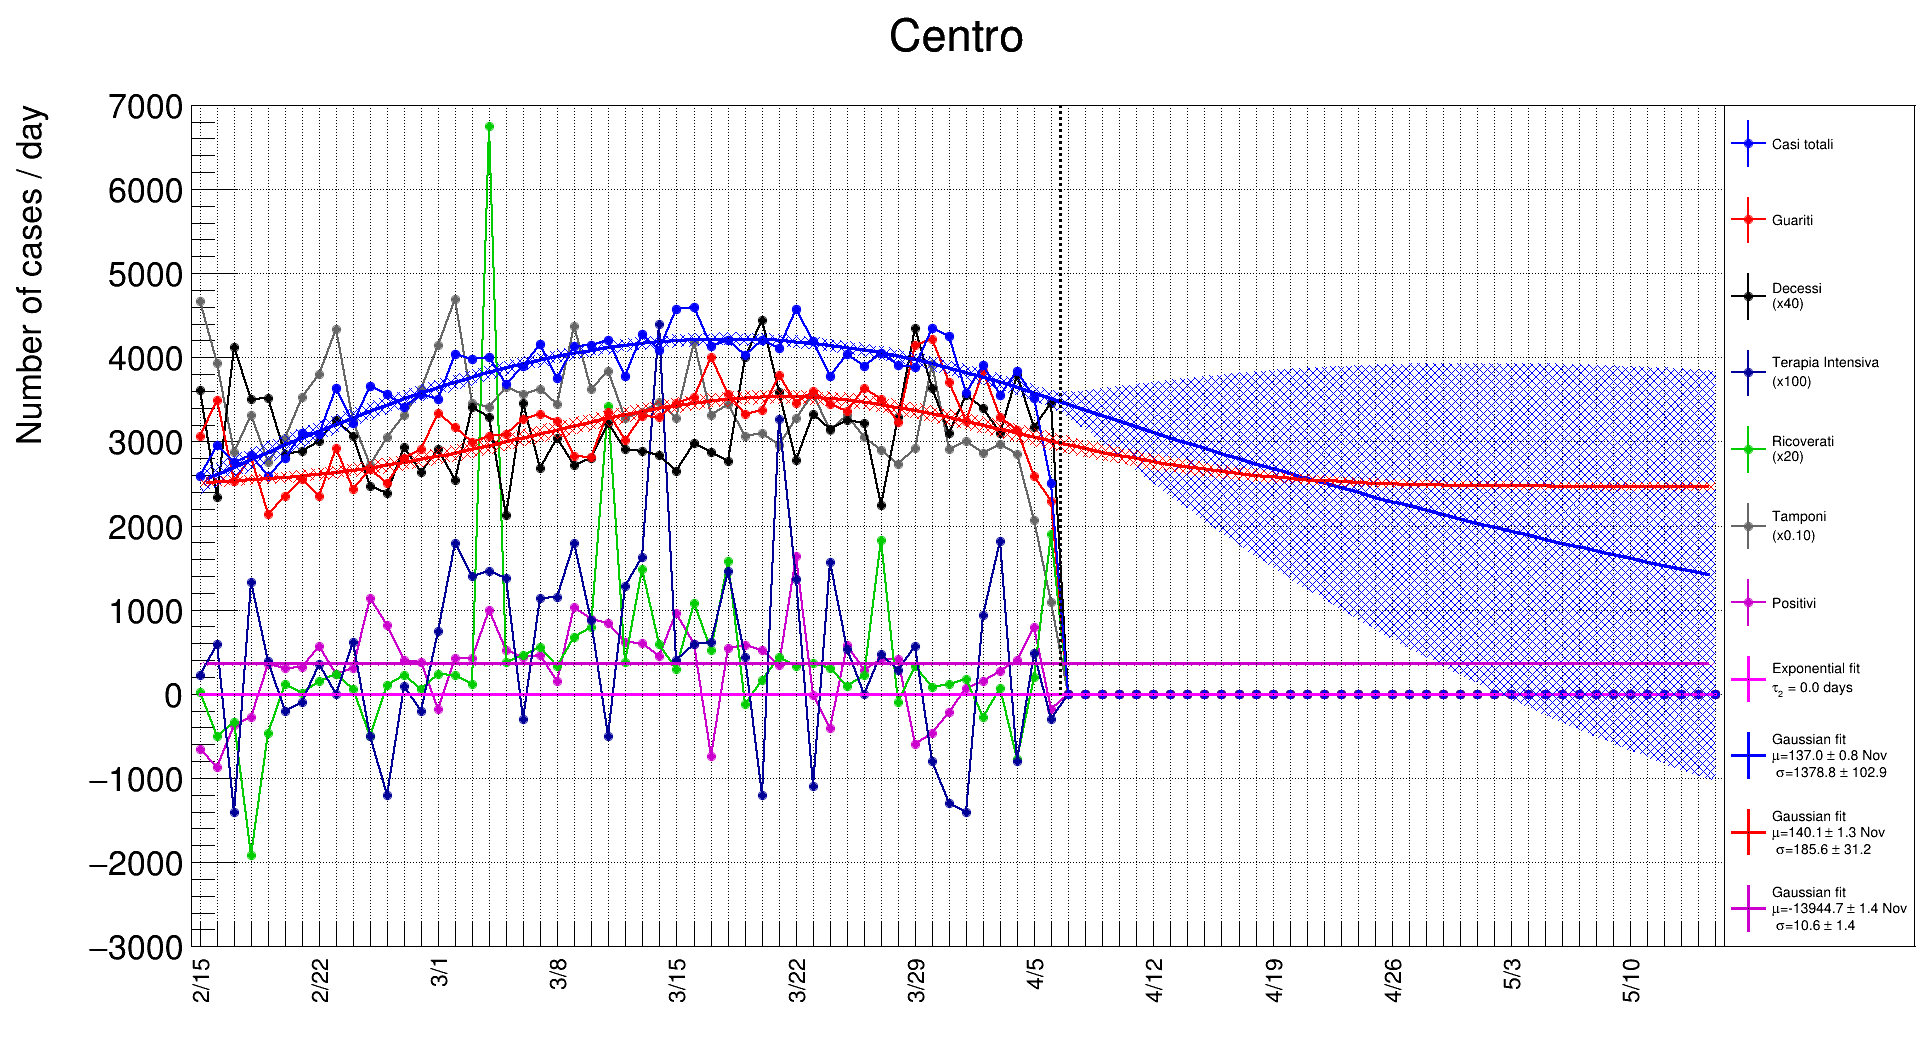 Centro
Number of cases / day
7000
6000
5000
4000
3000
2000
1000
0
−1000
−2000
−3000
2/15
2/22
3/1
3/8
3/15
3/22
3/29
4/5
4/12
4/19
4/26
5/3
5/10
Casi totali
Guariti
Decessi
(x40)
Terapia Intensiva
(x100)
Ricoverati
(x20)
Tamponi
(x0.10)
Positivi
Exponential fit
τ₂ = 0.0 days
Gaussian fit
μ=137.0 ± 0.8 Nov
σ=1378.8 ± 102.9
Gaussian fit
μ=140.1 ± 1.3 Nov
σ=185.6 ± 31.2
Gaussian fit
μ=-13944.7 ± 1.4 Nov
σ=10.6 ± 1.4